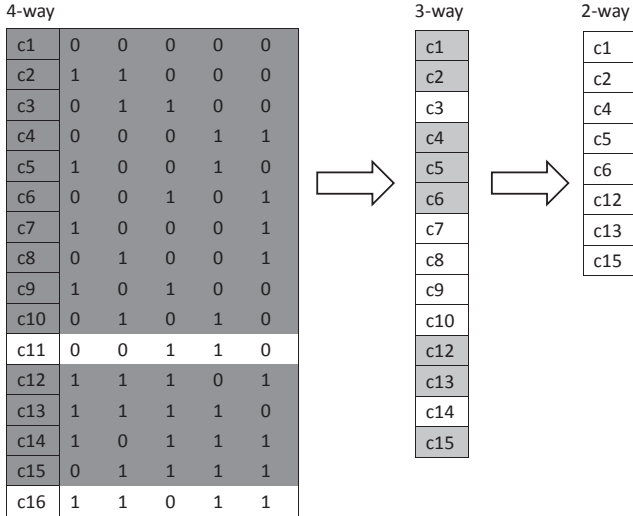 4-way 3-way 2-way
c1 0 0 0 0 0
c2 1 1 0 0 0
c3 0 1 1 0 0
c4 0 0 0 1 1
c5 1 0 0 1 0
c6 0 0 1 0 1
c7 1 0 0 0 1
c8 0 1 0 0 1
c9 1 0 1 0 0
c10 0 1 0 1 0
c11 0 0 1 1 0
c12 1 1 1 0 1
c13 1 1 1 1 0
c14 1 0 1 1 1
c15 0 1 1 1 1
c16 1 1 0 1 1
c1
c2
c3
c4
c5
c6
c7
c8
c9
c10
c12
c13
c14
c15
c1
c2
c4
c5
c6
c12
c13
c15